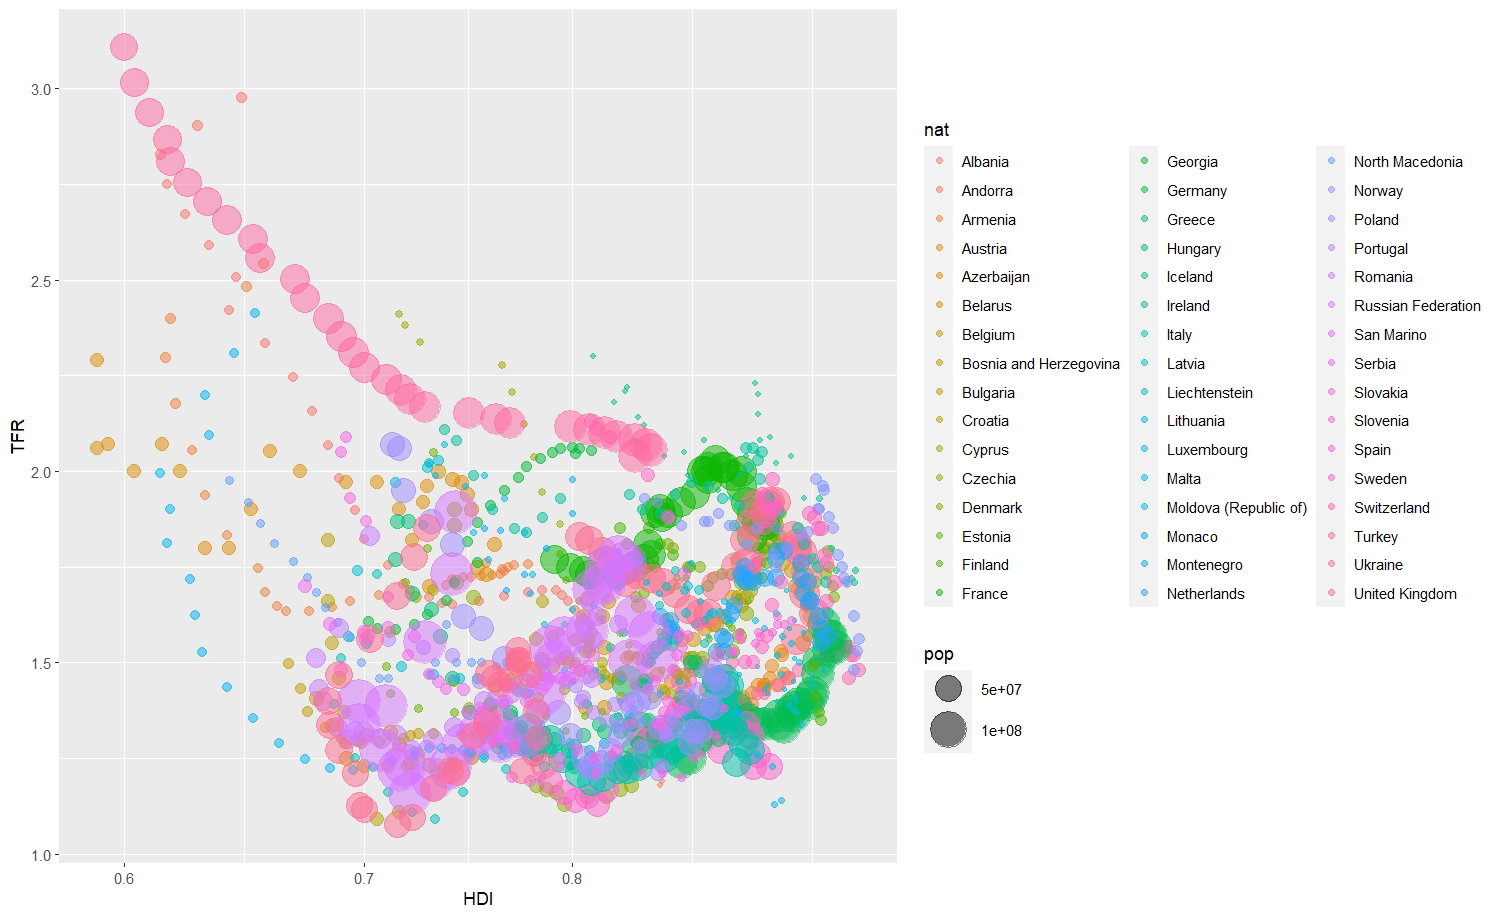 TFR
3.0
2.5
2.0
1.5
1.0
0.6
0.7
0.8
HDI
nat
Albania
Andorra
Armenia
Austria
Azerbaijan
Belarus
Belgium
Bosnia and Herzegovina
Bulgaria
Croatia
Cyprus
Czechia
Denmark
Estonia
Finland
France
Georgia
Germany
Greece
Hungary
Iceland
Ireland
Italy
Latvia
Liechtenstein
Lithuania
Luxembourg
Malta
Moldova (Republic of)
Monaco
Montenegro
Netherlands
North Macedonia
Norway
Poland
Portugal
Romania
Russian Federation
San Marino
Serbia
Slovakia
Slovenia
Spain
Sweden
Switzerland
Turkey
Ukraine
United Kingdom
pop
5e+07
1e+08